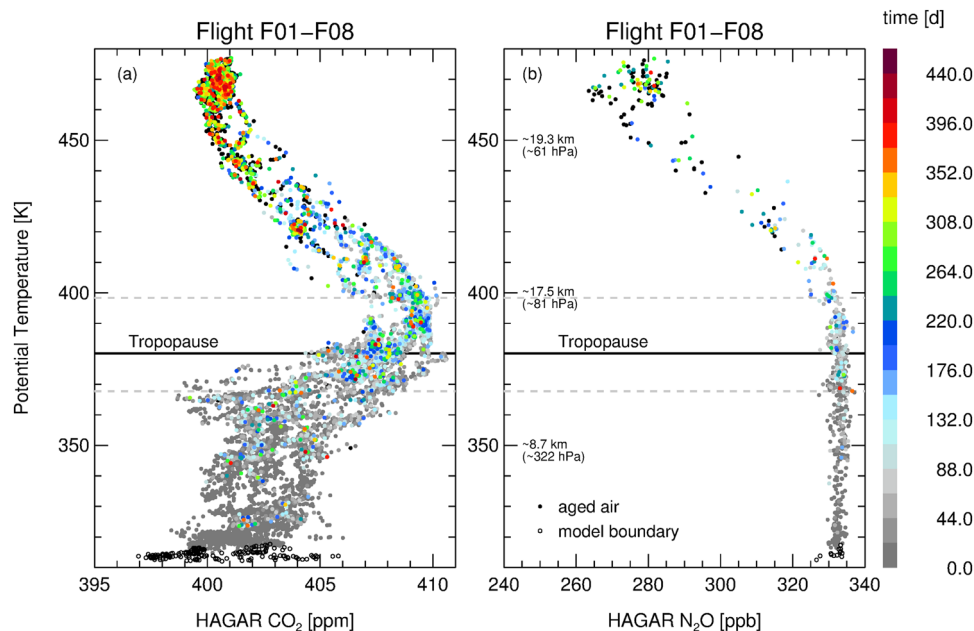 Flight F01−F08
Flight F01−F08
time [d]
(a)
(b)
440.0
396.0
352.0
308.0
264.0
220.0
176.0
132.0
88.0
44.0
0.0
450
400
350
Potential Temperature [K]
Tropopause
~19.3 km
(~61 hPa)
~17.5 km
(~81 hPa)
Tropopause
~8.7 km
(~322 hPa)
aged air
model boundary
395 400 405 410
240 260 280 300 320 340
HAGAR CO₂ [ppm]
HAGAR N₂O [ppb]